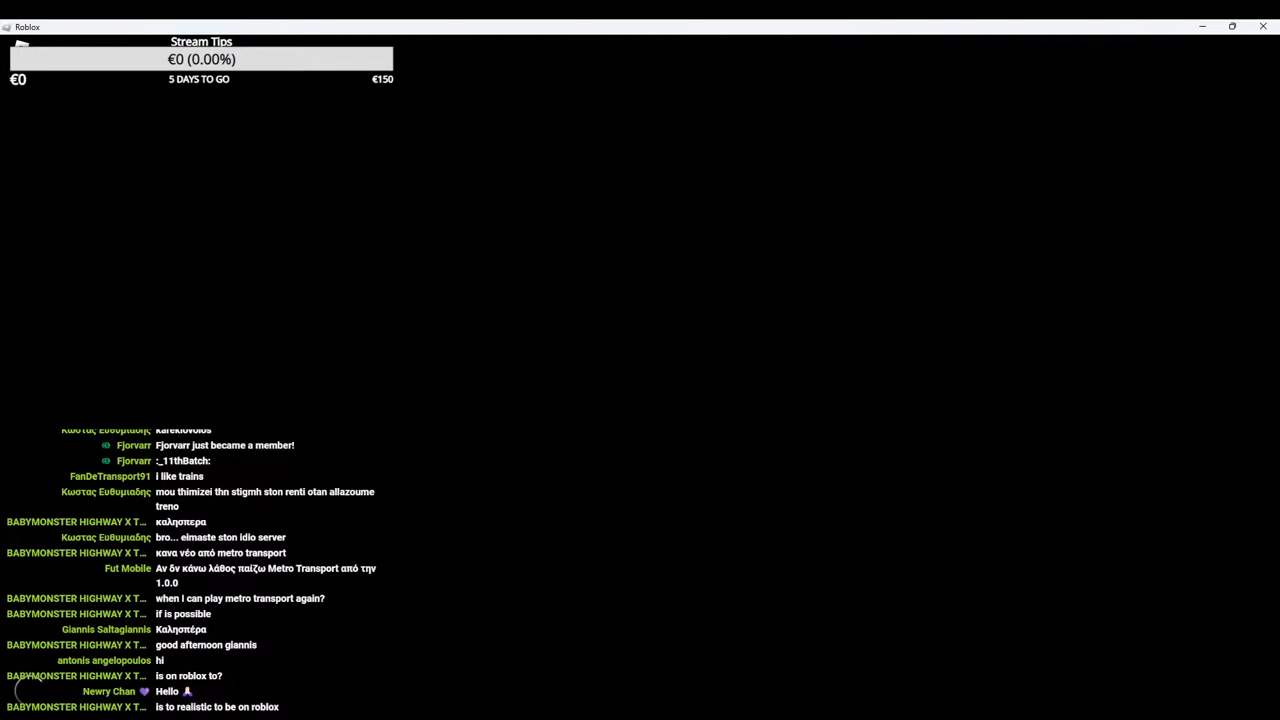 Roblox
Stream Tips
€0 (0.00%)
€0 5 DAYS TO GO €150
Κωστας Ευθυμιαδης kareklovolos
Fjorvarr Fjorvarr just became a member!
Fjorvarr :_11thBatch:
FanDeTransport91 i like trains
Κωστας Ευθυμιαδης mou thimizei thn stigmh ston renti otan allazoume
treno
BABYMONSTER HIGHWAY X T... καλησπερα
Κωστας Ευθυμιαδης bro... eimaste ston idio server
BABYMONSTER HIGHWAY X T... κανα νέο από metro transport
Fut Mobile Αν δν κάνω λάθος παίζω Metro Transport από την
1.0.0
BABYMONSTER HIGHWAY X T... when I can play metro transport again?
BABYMONSTER HIGHWAY X T... if is possible
Giannis Saltagiannis Καλησπέρα
BABYMONSTER HIGHWAY X T... good afternoon giannis
antonis angelopoulos hi
BABYMONSTER HIGHWAY X T... is on roblox to?
Newry Chan 💜 Hello 🙏🏻
BABYMONSTER HIGHWAY X T... is to realistic to be on roblox